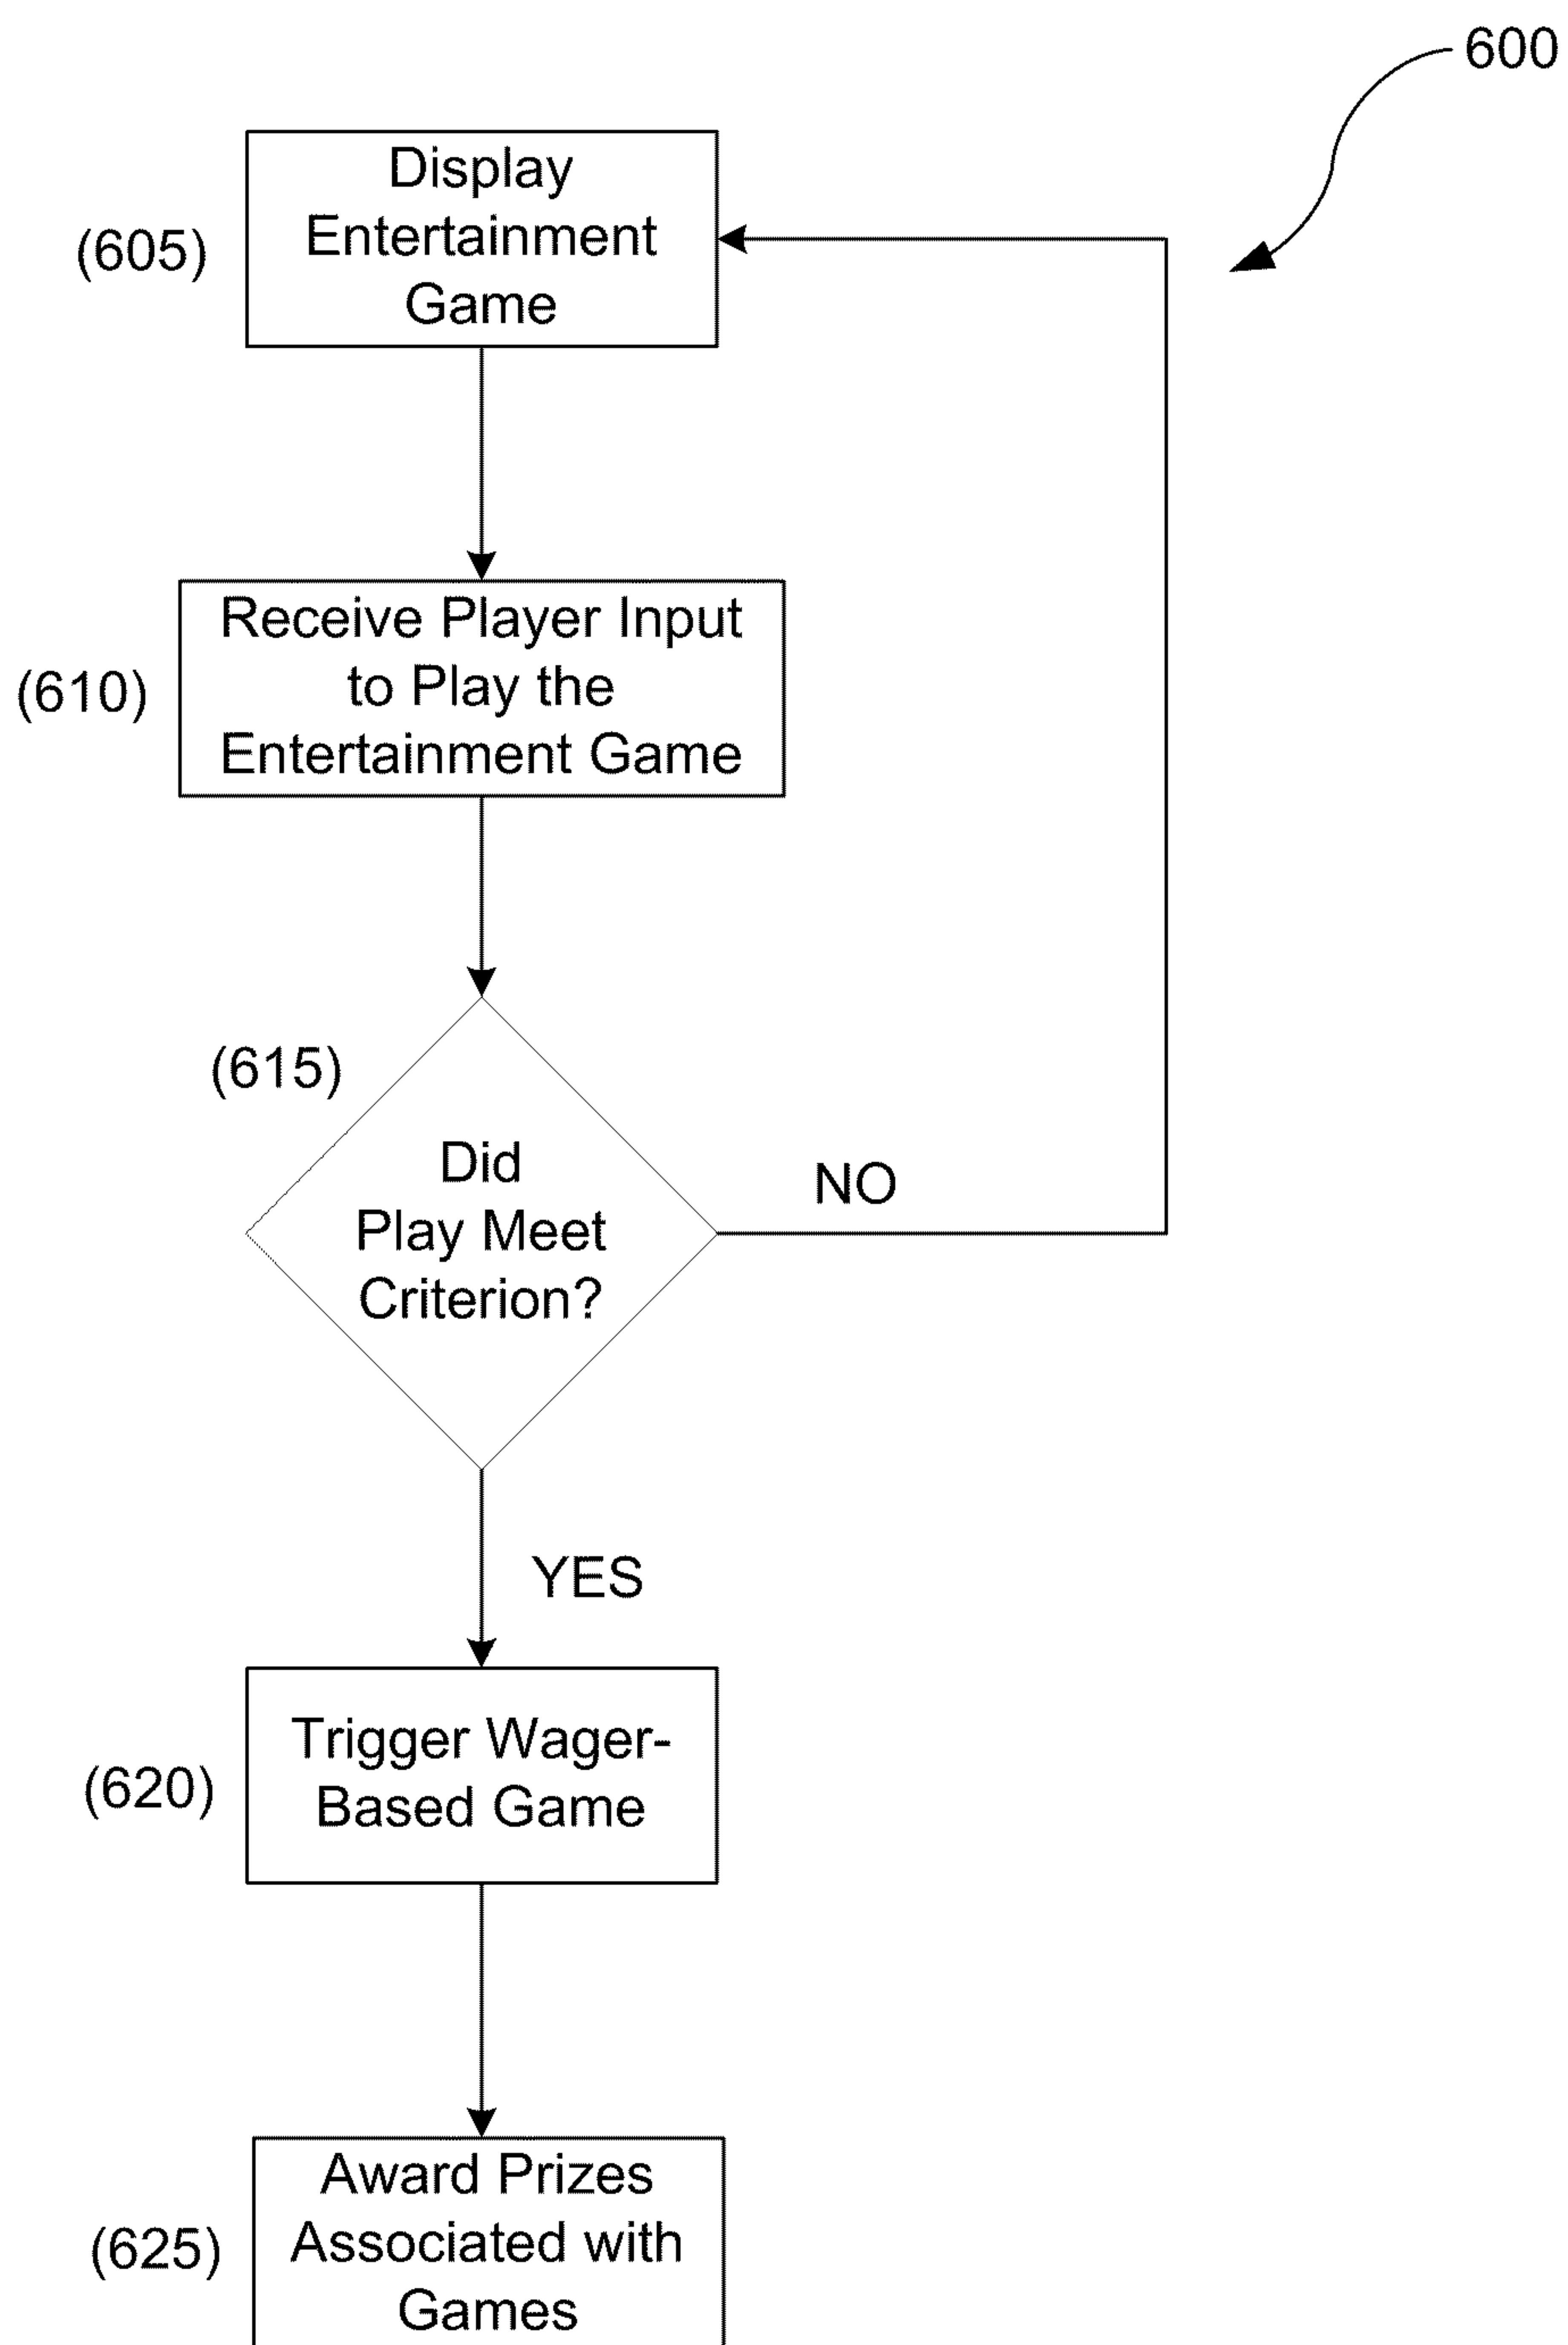 600
Display
Entertainment
Game
(605)
Receive Player Input
to Play the
Entertainment Game
(610)
(615)
Did
Play Meet
Criterion?
NO
YES
Trigger Wager-
Based Game
(620)
Award Prizes
Associated with
Games
(625)